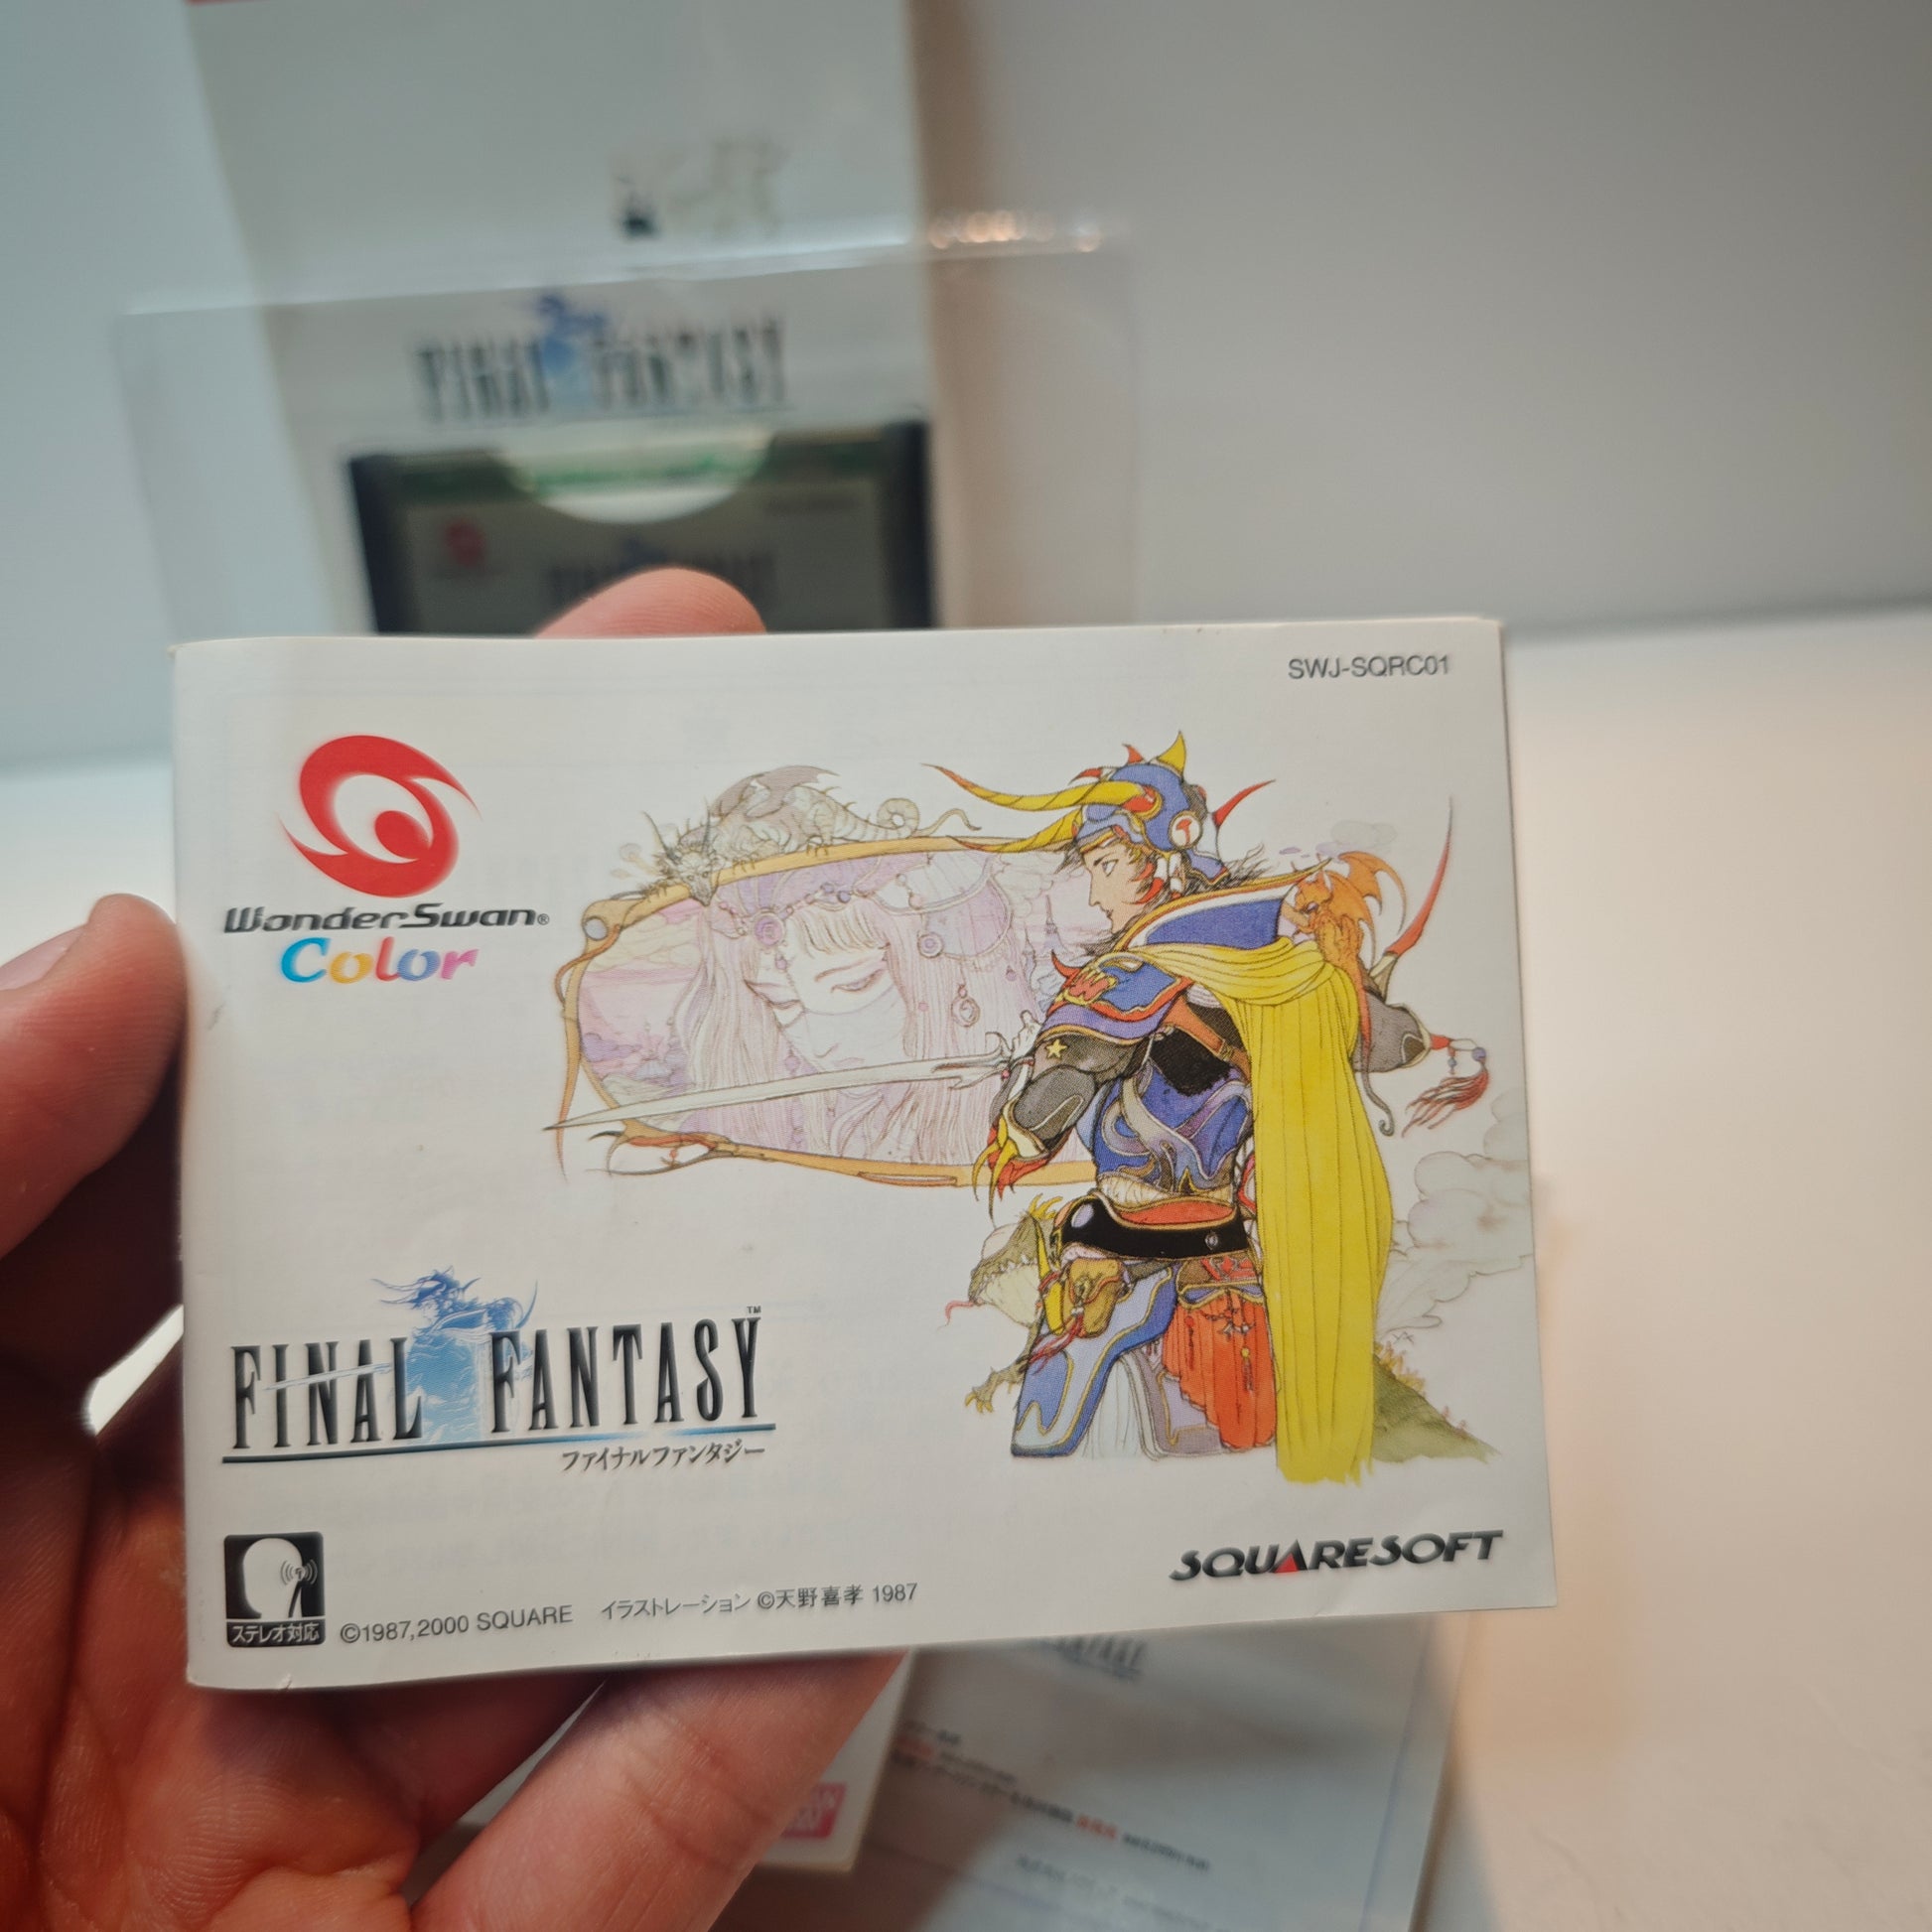 FINAL FANTASY
SWJ-SQRC01
WonderSwan®
Color
FINAL FANTASY™
ファイナルファンタジー
ステレオ対応
©1987,2000 SQUARE イラストレーション ©天野喜孝 1987
SQUARESOFT